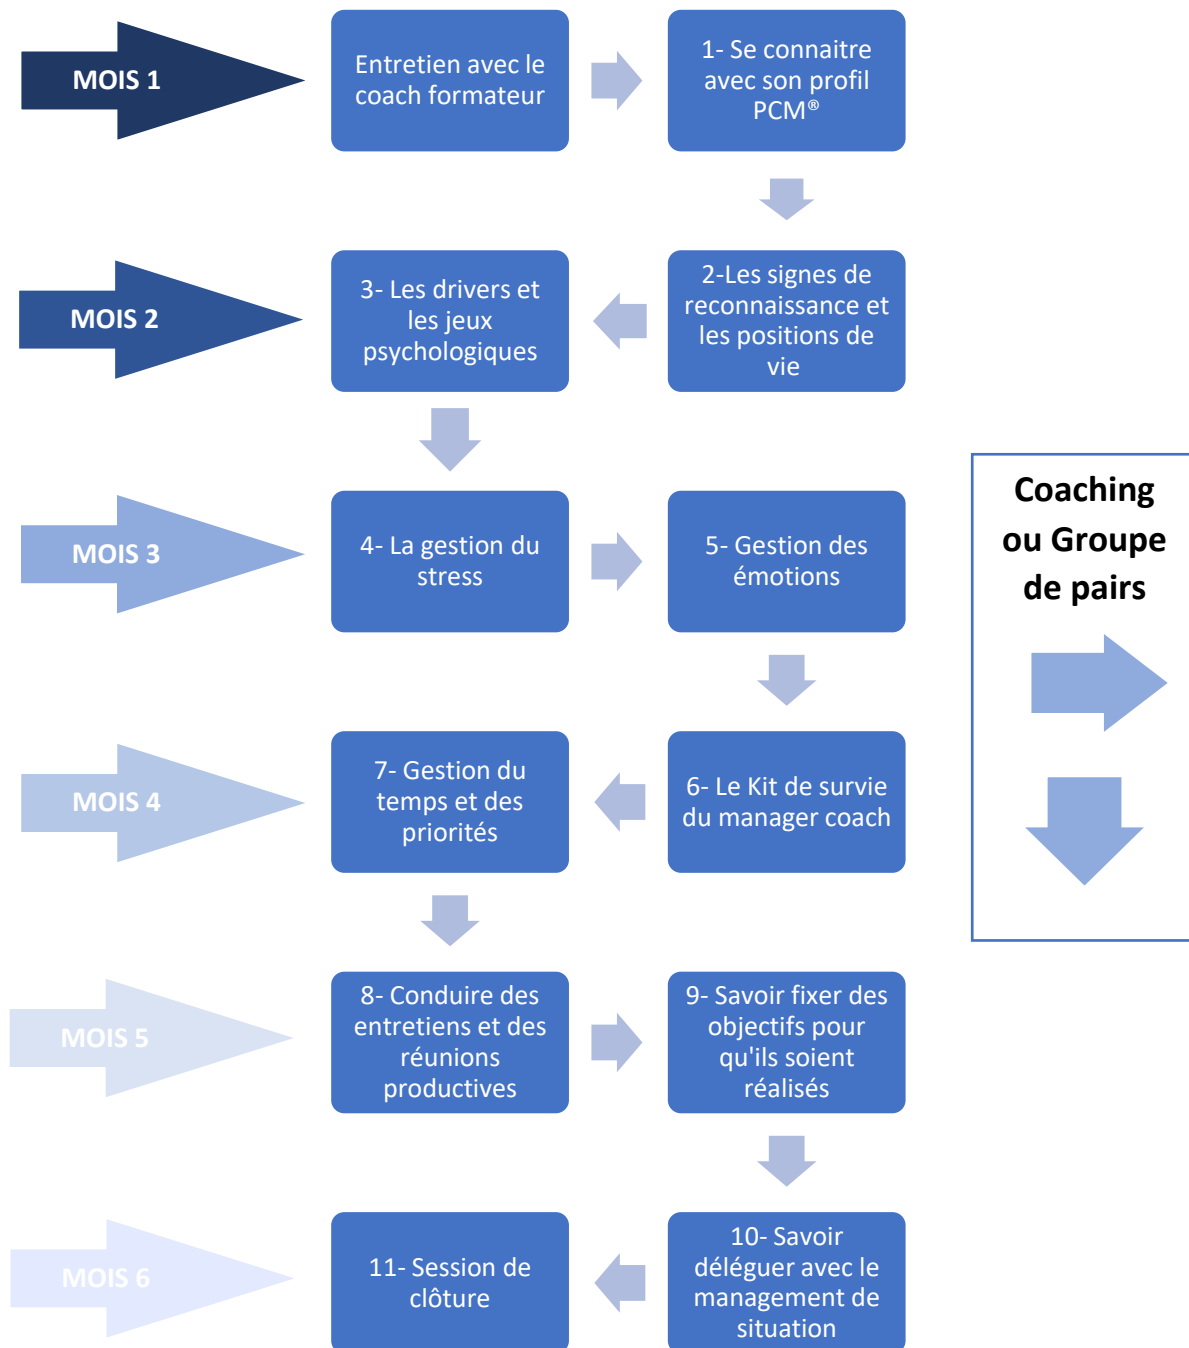 MOIS 1
Entretien avec le
coach formateur
1- Se connaitre
avec son profil
PCM®
MOIS 2
3- Les drivers et
les jeux
psychologiques
2-Les signes de
reconnaissance et
les positions de
vie
MOIS 3
4- La gestion du
stress
5- Gestion des
émotions
Coaching
ou Groupe
de pairs
MOIS 4
7- Gestion du
temps et des
priorités
6- Le Kit de survie
du manager coach
MOIS 5
8- Conduire des
entretiens et des
réunions
productives
9- Savoir fixer des
objectifs pour
qu'ils soient
réalisés
MOIS 6
11- Session de
clôture
10- Savoir
déléguer avec le
management de
situation